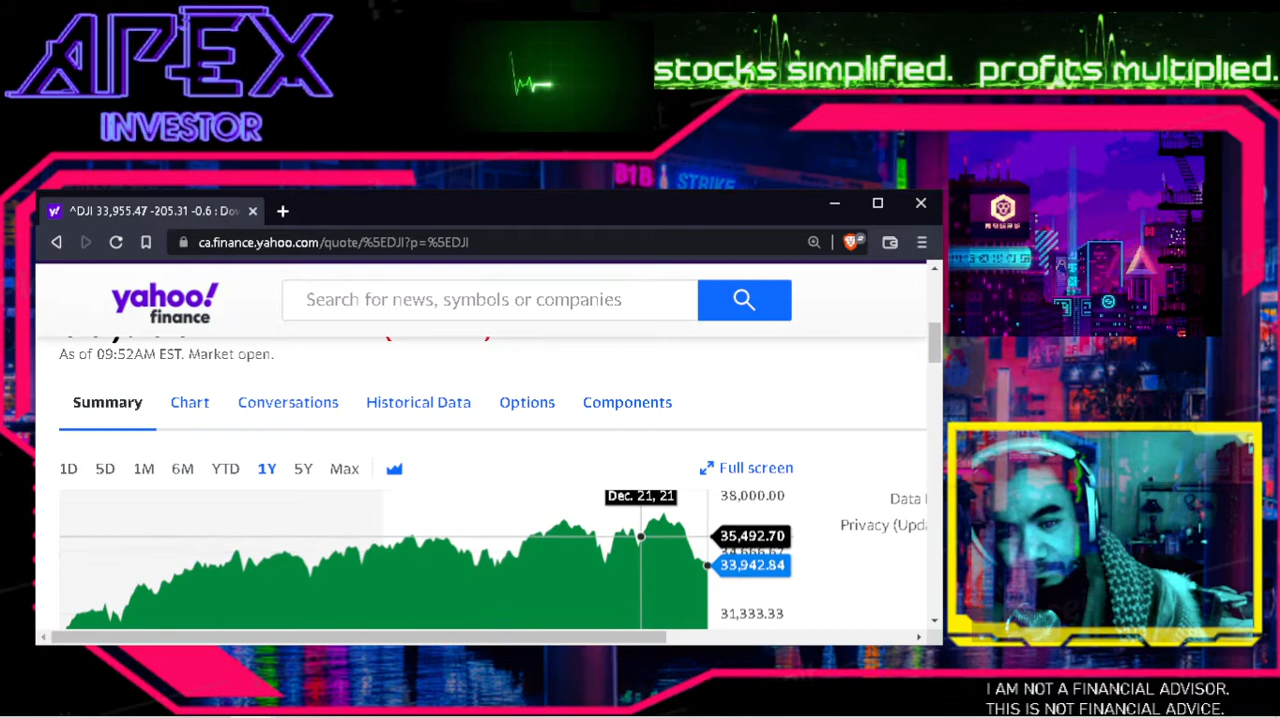 APEX
INVESTOR
stocks simplified. profits multiplied.
B1B
STRIKE
^DJI 33,955.47 -205.31 -0.6 : Do
ca.finance.yahoo.com/quote/%5EDJI?p=%5EDJI
yahoo!
finance
Search for news, symbols or companies
As of 09:52AM EST. Market open.
Summary
Chart
Conversations
Historical Data
Options
Components
1D
5D
1M
6M
YTD
1Y
5Y
Max
Full screen
Dec. 21, 21
38,000.00
35,492.70
33,942.84
31,333.33
Data
Privacy (Upda
I AM NOT A FINANCIAL ADVISOR.
THIS IS NOT FINANCIAL ADVICE.